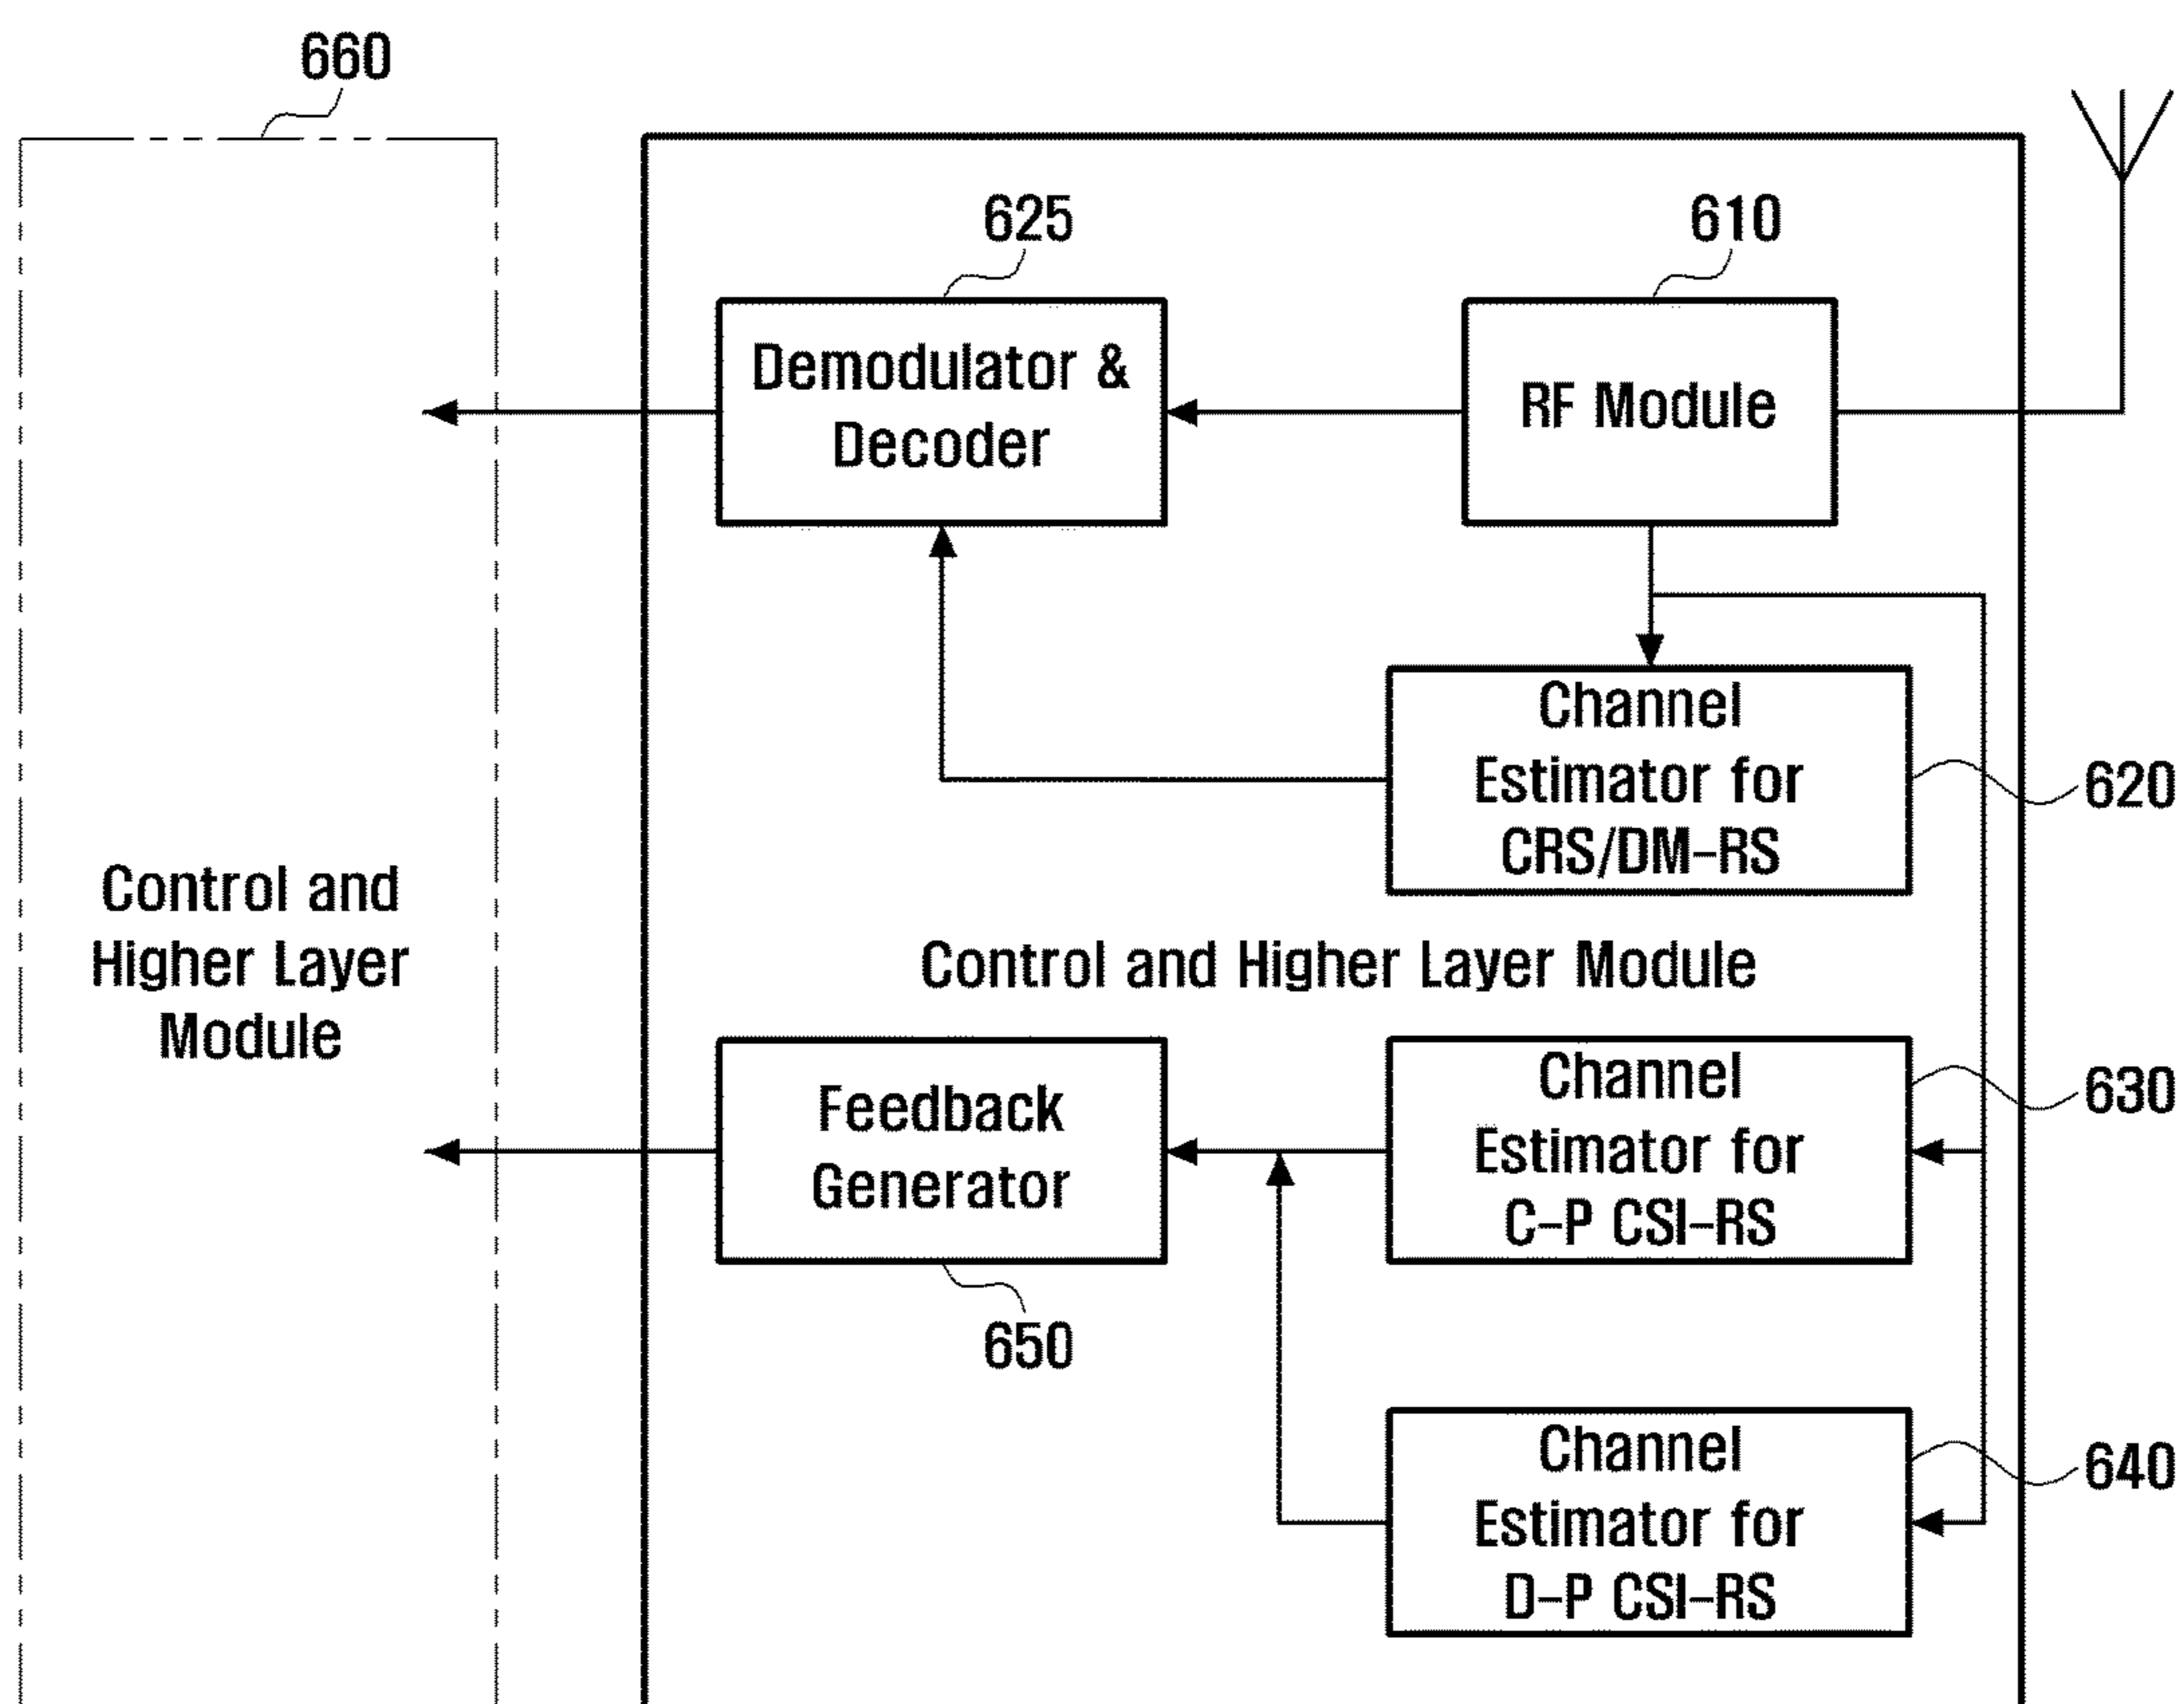 660
625
610
Demodulator &
Decoder
RF Module
Channel
Estimator for
CRS/DM-RS
620
Control and
Higher Layer
Module
Control and Higher Layer Module
Feedback
Generator
650
Channel
Estimator for
C-P CSI-RS
630
Channel
Estimator for
D-P CSI-RS
640